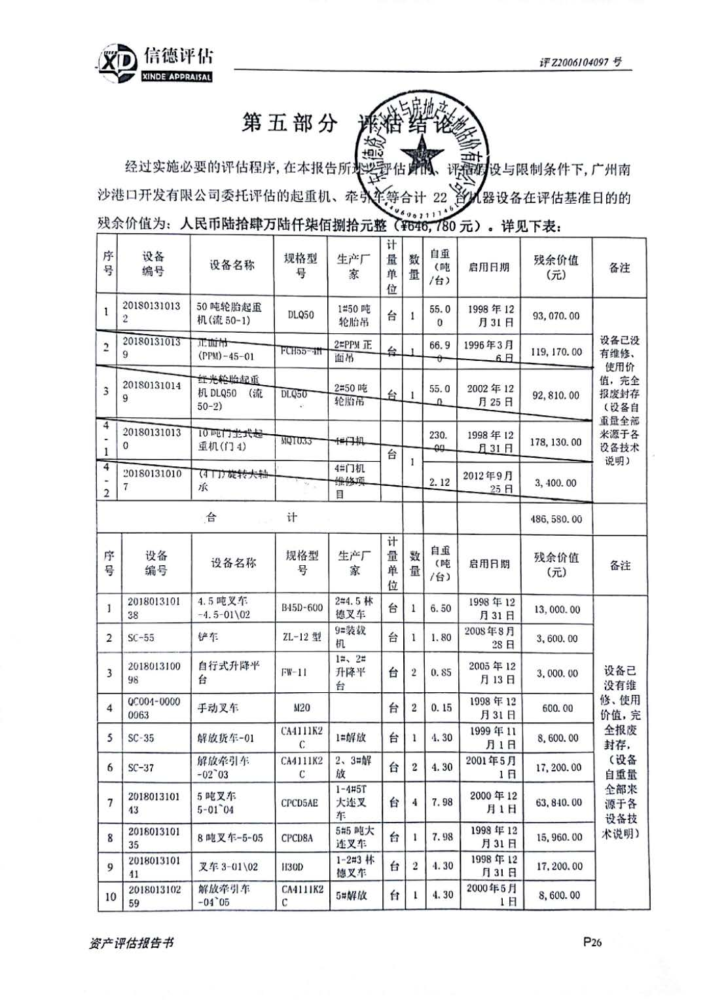 信德评估
XINDE APPRAISAL
评Z2006104097 号
第五部分 评估结论
经过实施必要的评估程序,在本报告所述之评估目的、评估假设与限制条件下,广州南
沙港口开发有限公司委托评估的起重机、牵引车等合计 22 台机器设备在评估基准日的的
残余价值为: 人民币陆拾肆万陆仟柒佰捌拾元整(¥646,780 元)。详见下表:
序号 设备编号 设备名称 规格型号 生产厂家 计量单位 数量 自重(吨/台) 启用日期 残余价值(元) 备注
1 201801310132 50 吨轮胎起重机(流 50-1) DLQ50 1#50 吨轮胎吊 台 1 55.00 1998 年 12 月 31 日 93,070.00
2 201801310139 正面吊(PPM)-45-01 FCH55-4H 2#PPM 正面吊 台 1 66.90 1996 年 3 月 6 日 119,170.00
3 201801310149 红光轮胎起重机 DLQ50 (流 50-2) DLQ50 2#50 吨轮胎吊 台 1 55.00 2002 年 12 月 25 日 92,810.00
4-1 201801310130 10 吨门坐式起重机(门 4) MQ1033 4#门机 台 1 230.00 1998 年 12 月 31 日 178,130.00
4-2 201801310107 (4 门)旋转大轴承 4#门机维修项目 2.12 2012 年 9 月 25 日 3,400.00
设备已没有维修、使用价值,完全报废封存(设备自重量全部来源于各设备技术说明)
合 计 486,580.00
序号 设备编号 设备名称 规格型号 生产厂家 计量单位 数量 自重(吨/台) 启用日期 残余价值(元) 备注
1 201801310138 4.5 吨叉车-4.5-01\02 B45D-600 2#4.5 林德叉车 台 1 6.50 1998 年 12 月 31 日 13,000.00
2 SC-55 铲车 ZL-12 型 9#装载机 台 1 1.80 2008 年 8 月 28 日 3,600.00
3 201801310098 自行式升降平台 FW-11 1#、2#升降平台 台 2 0.85 2005 年 12 月 13 日 3,000.00
4 QC004-00000063 手动叉车 M20 台 2 0.15 1998 年 12 月 31 日 600.00
5 SC-35 解放货车-01 CA4111K2C 1#解放 台 1 4.30 1999 年 11 月 1 日 8,600.00
6 SC-37 解放牵引车-02~03 CA4111K2C 2、3#解放 台 2 4.30 2001 年 5 月 1 日 17,200.00
7 201801310143 5 吨叉车 5-01~04 CPCD5AE 1-4#5T 大连叉车 台 4 7.98 2000 年 12 月 1 日 63,840.00
8 201801310135 8 吨叉车-5-05 CPCD8A 5#5 吨大连叉车 台 1 7.98 1998 年 12 月 31 日 15,960.00
9 201801310141 叉车 3-01\02 H30D 1-2#3 林德叉车 台 2 4.30 1998 年 12 月 31 日 17,200.00
10 201801310259 解放牵引车-04~05 CA4111K2C 5#解放 台 1 4.30 2000 年 5 月 1 日 8,600.00
设备已没有维修、使用价值,完全报废封存,(设备自重量全部来源于各设备技术说明)
资产评估报告书
P26